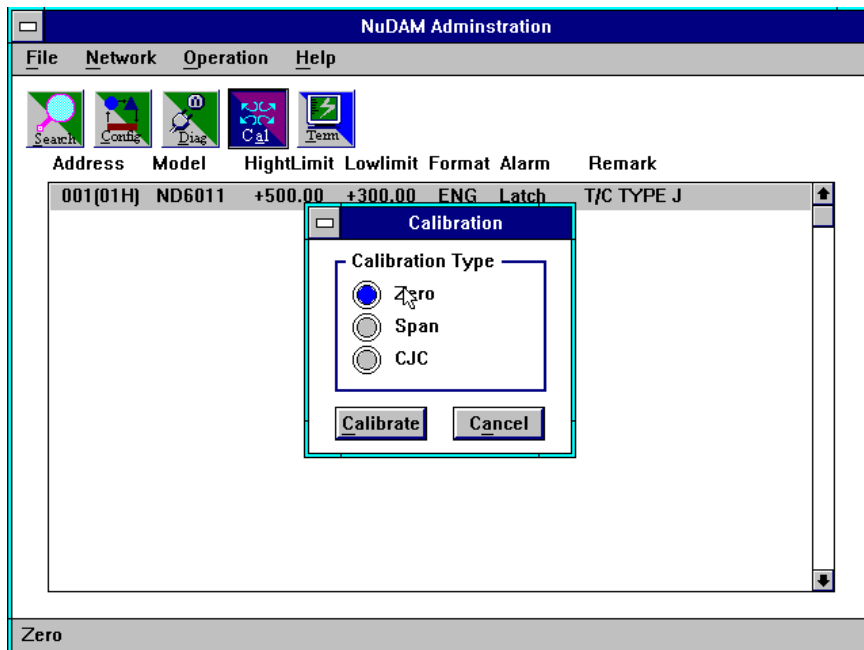 NuDAM Adminstration
File Network Operation Help
Search Config Diag Cal Term
Address Model HightLimit Lowlimit Format Alarm Remark
001(01H) ND6011 +500.00 +300.00 ENG Latch T/C TYPE J
Calibration
Calibration Type
Zero
Span
CJC
Calibrate Cancel
Zero